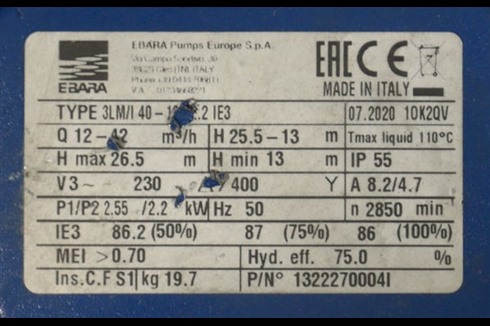 EBARA Pumps Europe S.p.A.
EBARA
EAC CE
MADE IN ITALY
TYPE 3LM/I 40- .2 IE3 07.2020 10K2QV
Q 12-42 m³/h H 25.5-13 m Tmax liquid 110°C
H max 26.5 m H min 13 m IP 55
V3~ 230 /400 Y A 8.2/4.7
P1/P2 2.55 /2.2 kW Hz 50 n 2850 min
IE3 86.2 (50%) 87 (75%) 86 (100%)
MEI >0.70 Hyd. eff. 75.0 %
Ins.C.F S1 kg 19.7 P/N° 1322270004I